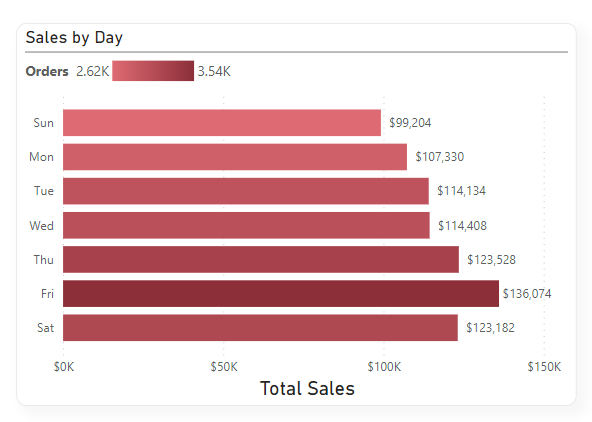 Sales by Day
Orders 2.62K 3.54K
Sun $99,204
Mon $107,330
Tue $114,134
Wed $114,408
Thu $123,528
Fri $136,074
Sat $123,182
$0K $50K $100K $150K
Total Sales